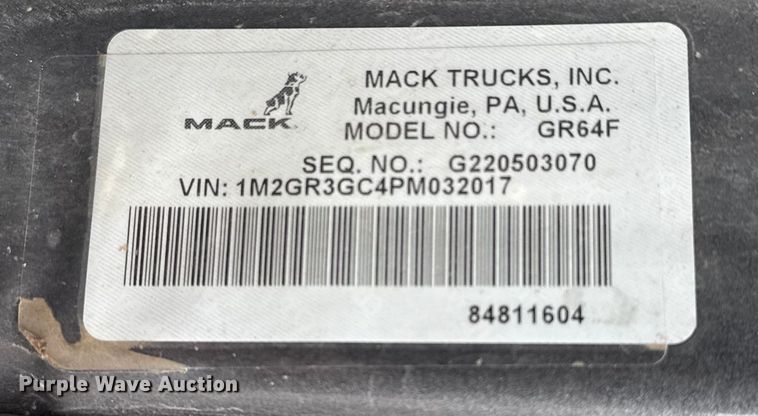 MACK TRUCKS, INC.
Macungie, PA, U.S.A.
MACK
MODEL NO.: GR64F
SEQ. NO.: G220503070
VIN: 1M2GR3GC4PM032017
84811604
Purple Wave Auction